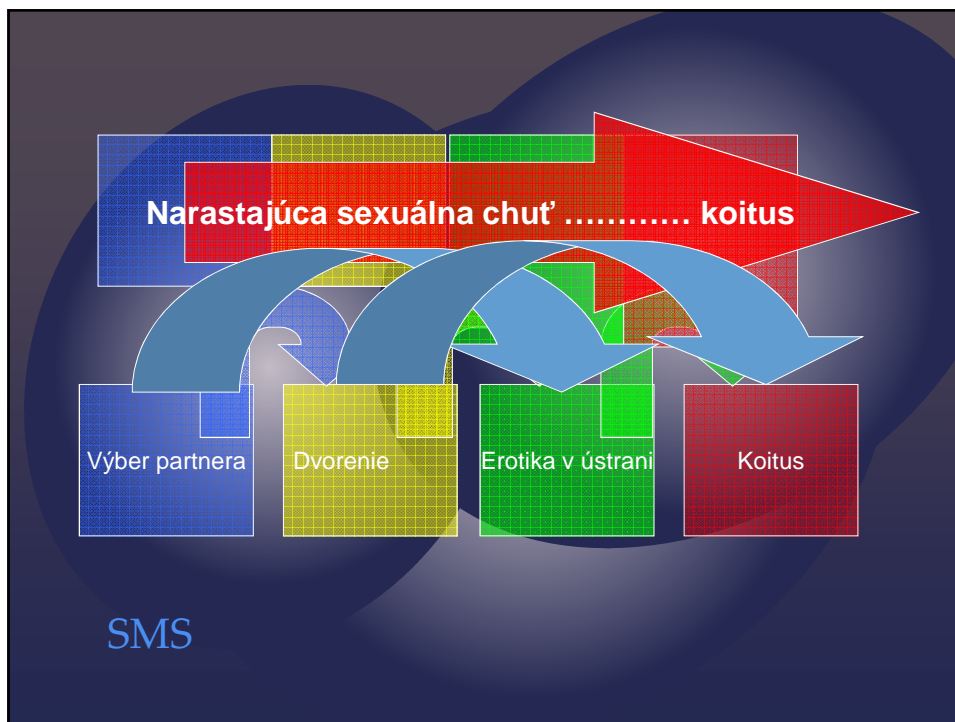 Narastajúca sexuálna chuť ………… koitus
Výber partnera
Dvorenie
Erotika v ústraní
Koitus
SMS